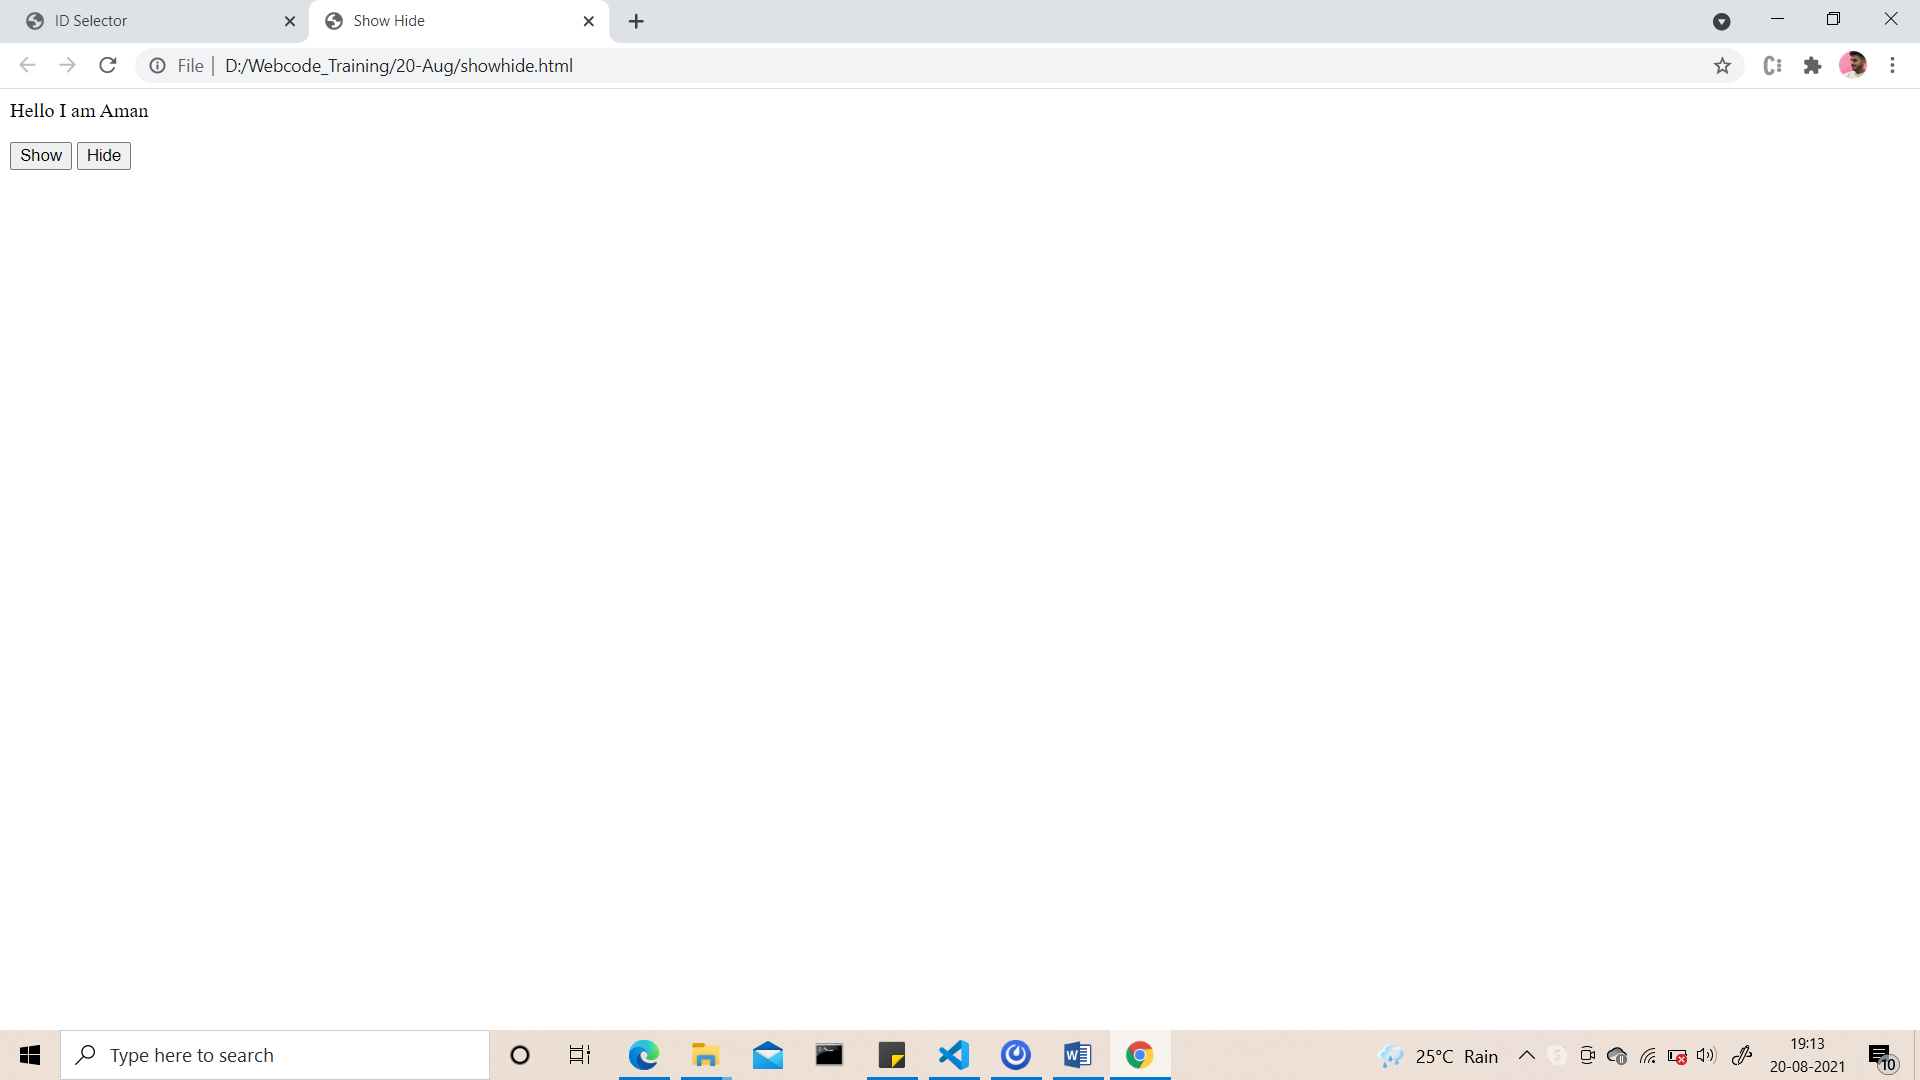 ID Selector
Show Hide
File
D:/Webcode_Training/20-Aug/showhide.html
Hello I am Aman
Show
Hide
Type here to search
25°C Rain
19:13
20-08-2021
10